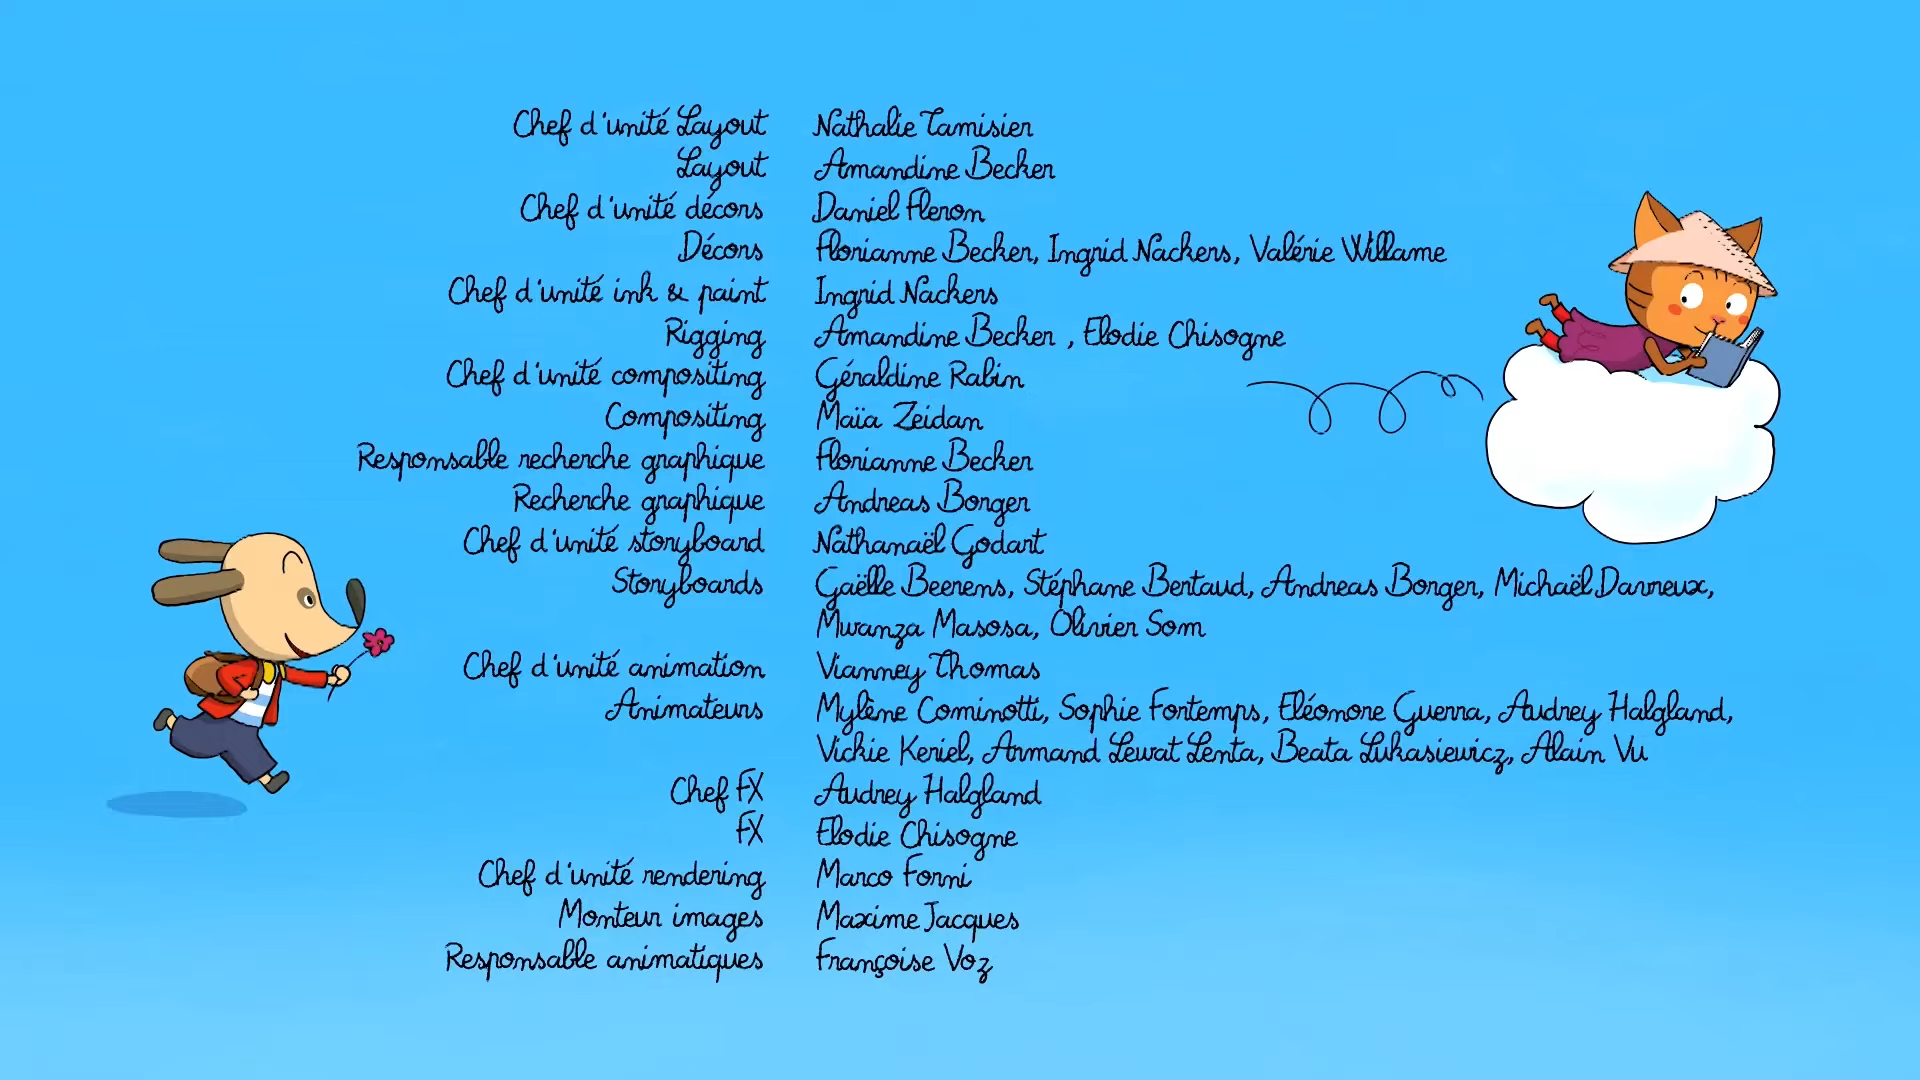 Chef d'unité Layout Nathalie Tamisier
Layout Amandine Becker
Chef d'unité décors Daniel Fleron
Décors Florianne Becker, Ingrid Nackers, Valérie Willame
Chef d'unité ink & paint Ingrid Nackers
Rigging Amandine Becker , Elodie Chisogne
Chef d'unité compositing Géraldine Rabin
Compositing Maïa Zeidan
Responsable recherche graphique Florianne Becker
Recherche graphique Andreas Borger
Chef d'unité storyboard Nathanaël Godart
Storyboards Gaëlle Beerens, Stéphane Bertaud, Andreas Borger, Michaël Darreux,
Mwanza Masosa, Olivier Som
Chef d'unité animation Vianney Thomas
Animateurs Mylène Cominotti, Sophie Fortemps, Eléonore Guerra, Audrey Halgland,
Vickie Keriel, Armand Lewat Lenta, Beata Lukasiewicz, Alain Vu
Chef FX Audrey Halgland
FX Elodie Chisogne
Chef d'unité rendering Marco Forni
Monteur images Maxime Jacques
Responsable animatiques Françoise Voz